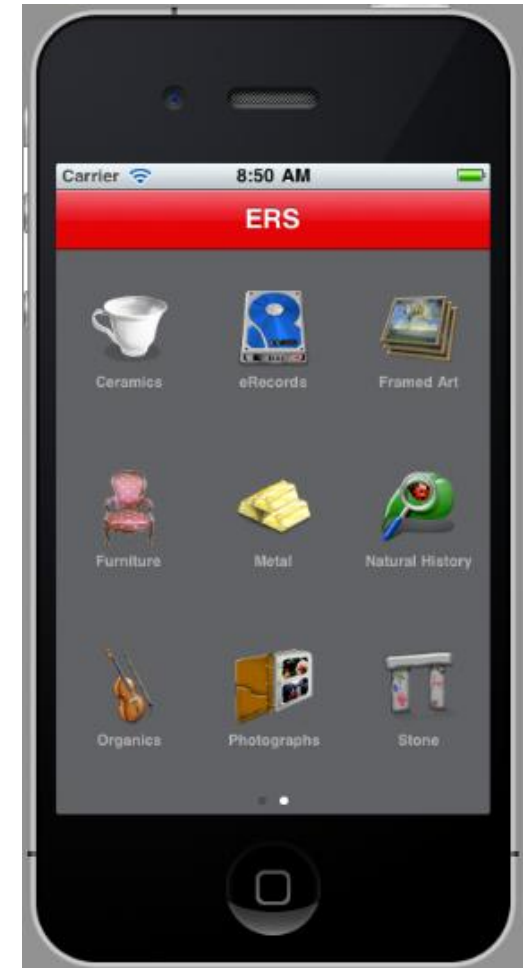 Carrier 8:50 AM
ERS
Ceramics eRecords Framed Art
Furniture Metal Natural History
Organics Photographs Stone